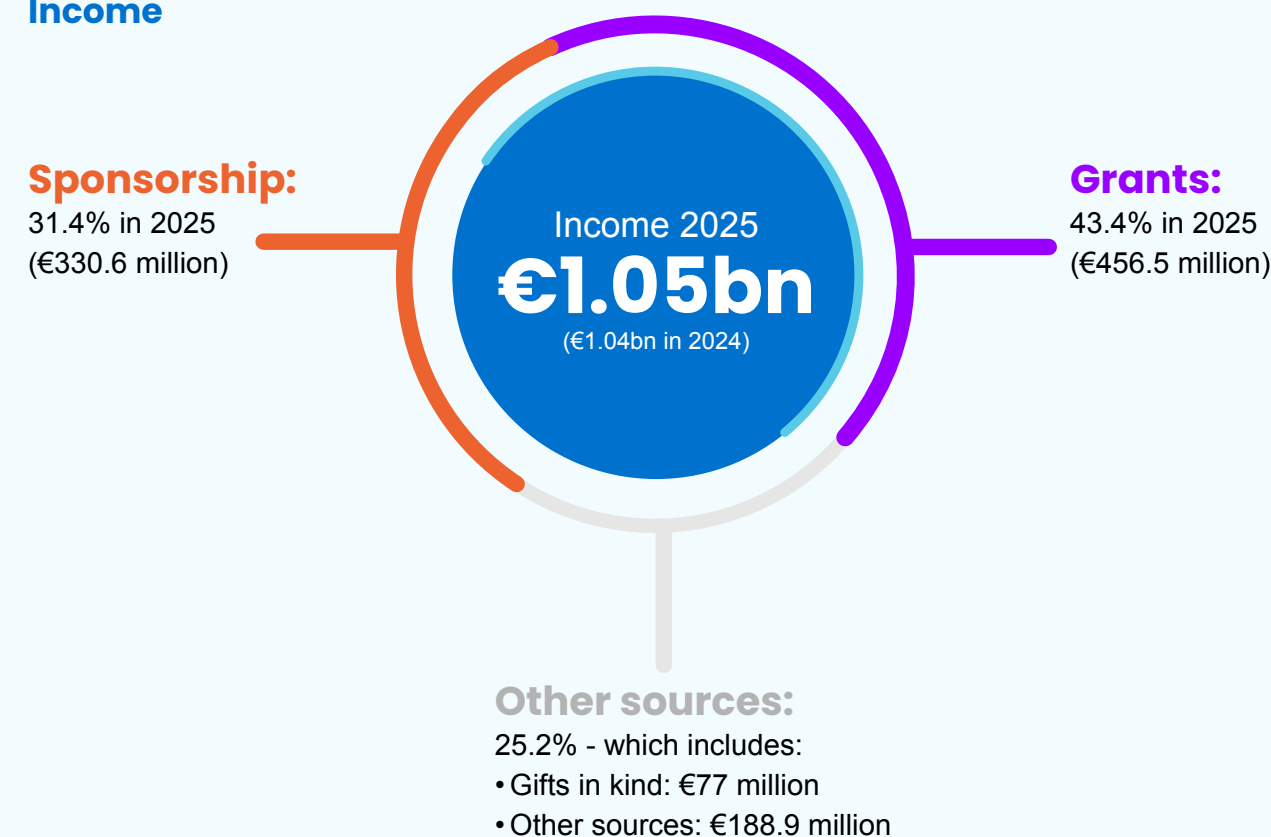 Income
Sponsorship:
31.4% in 2025
(€330.6 million)
Income 2025
€1.05bn
(€1.04bn in 2024)
Grants:
43.4% in 2025
(€456.5 million)
Other sources:
25.2% - which includes:
• Gifts in kind: €77 million
• Other sources: €188.9 million